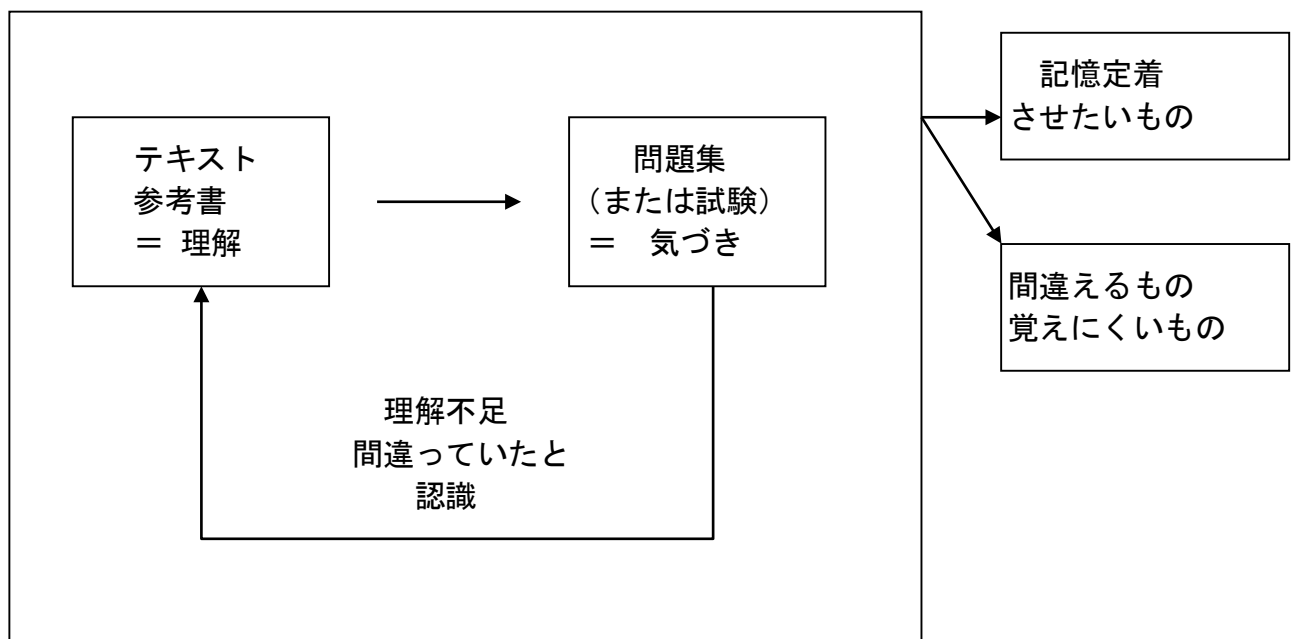 テキスト
参考書
＝ 理解
問題集
（または試験）
＝　気づき
理解不足
間違っていたと
認識
記憶定着
させたいもの
間違えるもの
覚えにくいもの